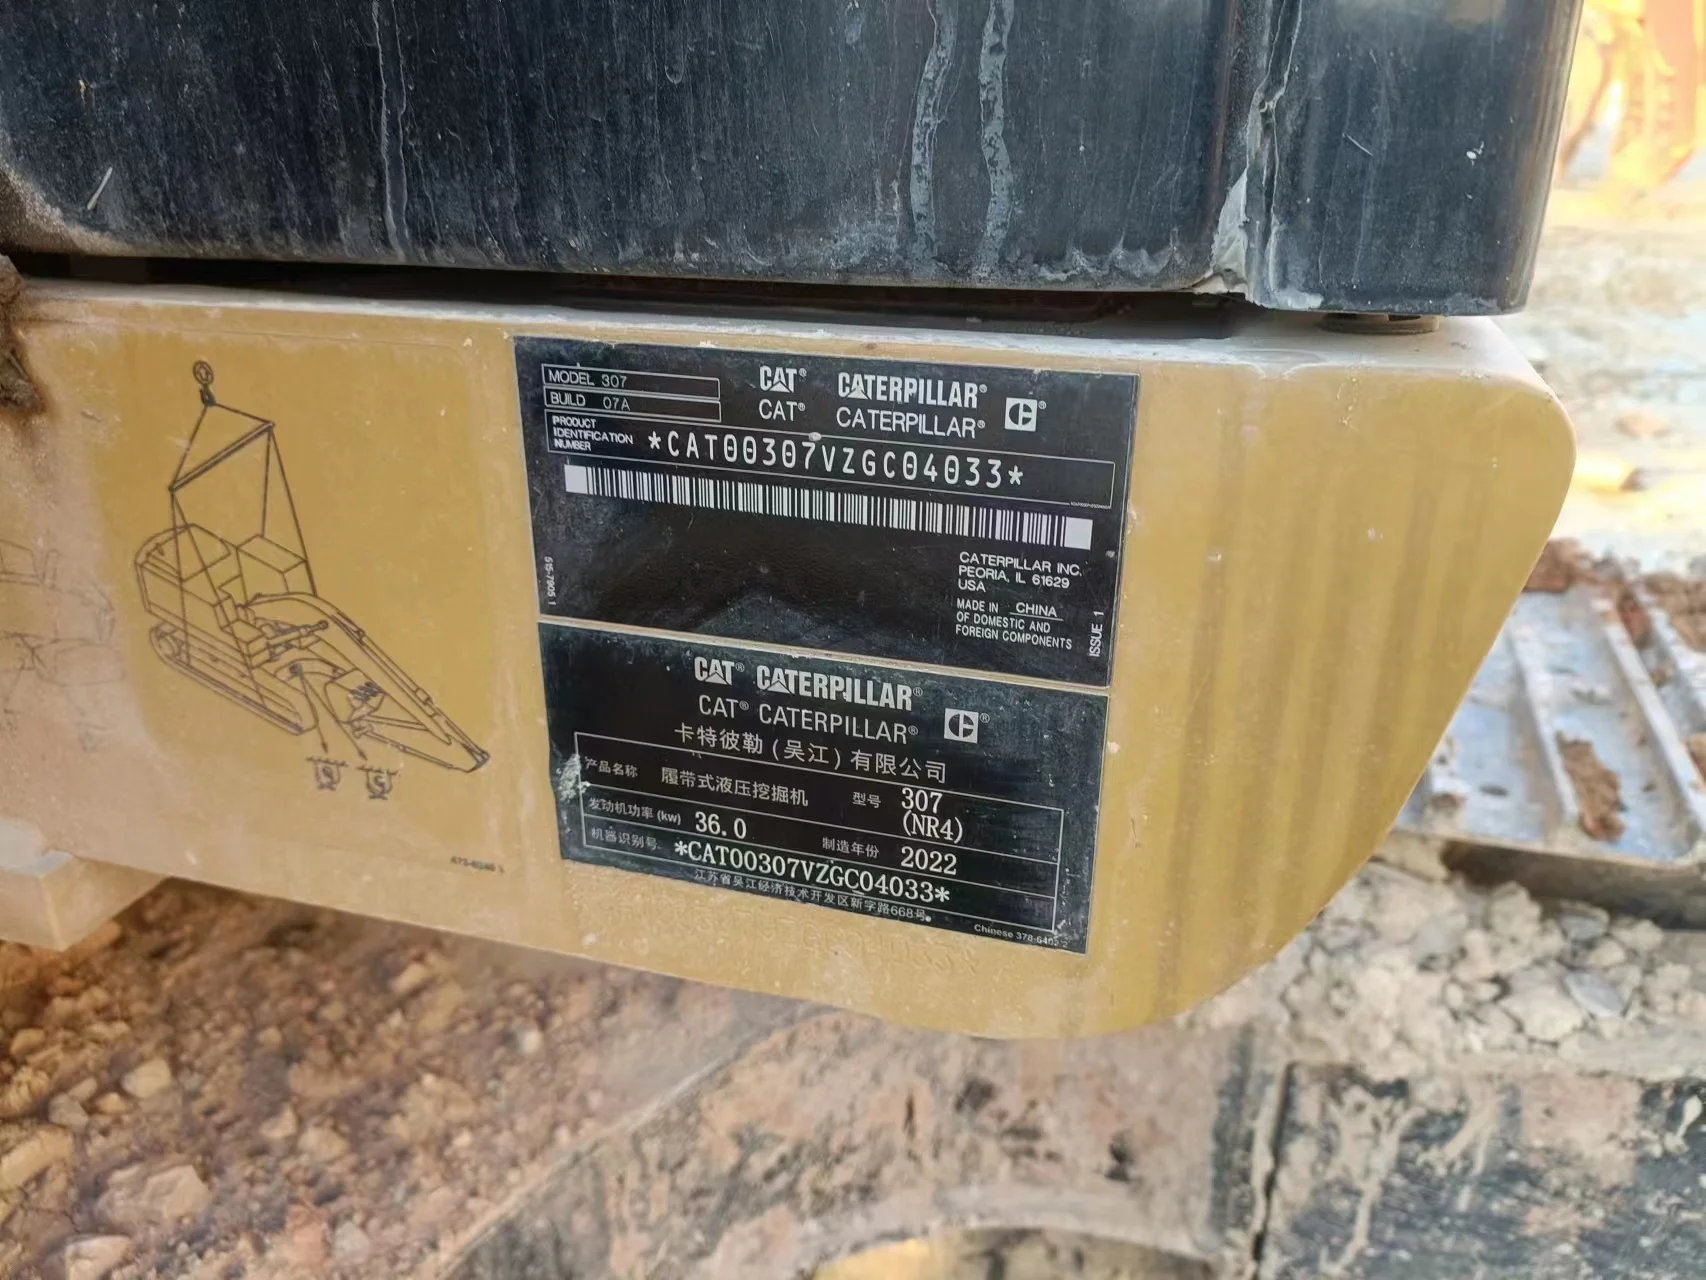 MODEL 307
BUILD 07A
CAT® CATERPILLAR®
CAT® CATERPILLAR®
PRODUCT
IDENTIFICATION
NUMBER
*CAT00307VZGC04033*
515-7905 1
CATERPILLAR INC.
PEORIA, IL 61629
USA
MADE IN CHINA
OF DOMESTIC AND
FOREIGN COMPONENTS
ISSUE 1
CAT® CATERPILLAR®
CAT® CATERPILLAR®
卡特彼勒(吴江)有限公司
产品名称 履带式液压挖掘机 型号 307
(NR4)
发动机功率(kw) 36.0 制造年份 2022
机器识别号 *CAT00307VZGC04033*
江苏省吴江经济技术开发区新字路668号
Chinese 378-6402 2